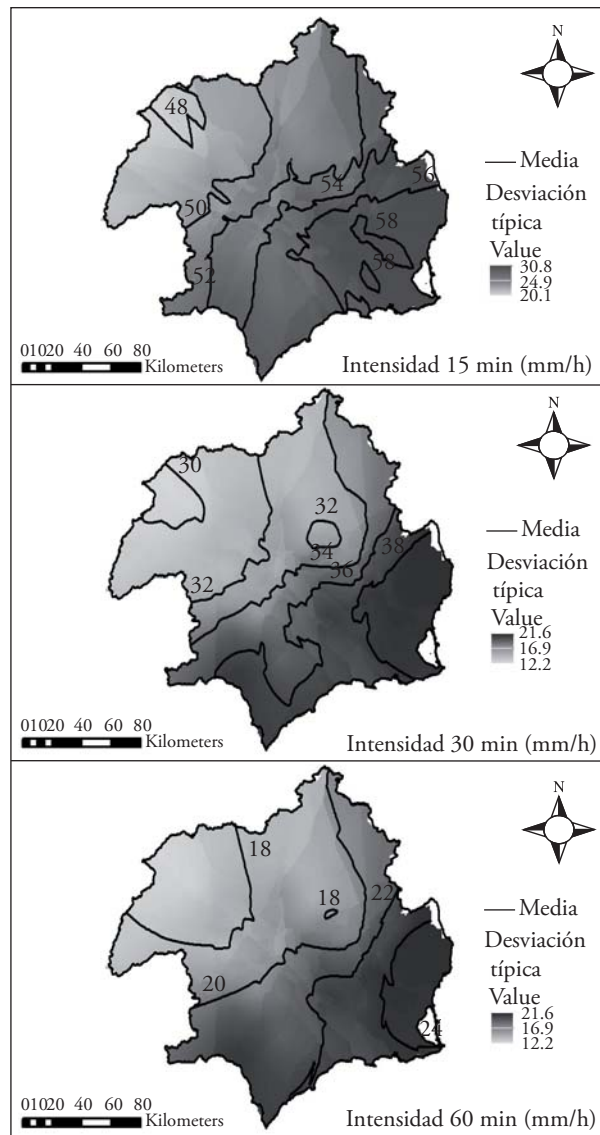 N
48
50
52
54
56
58
58
Media
Desviación
típica
Value
30.8
24.9
20.1
01020 40 60 80
Kilometers
Intensidad 15 min (mm/h)
N
30
32
32
34
36
38
Media
Desviación
típica
Value
21.6
16.9
12.2
01020 40 60 80
Kilometers
Intensidad 30 min (mm/h)
N
18
18
22
20
24
Media
Desviación
típica
Value
21.6
16.9
12.2
01020 40 60 80
Kilometers
Intensidad 60 min (mm/h)